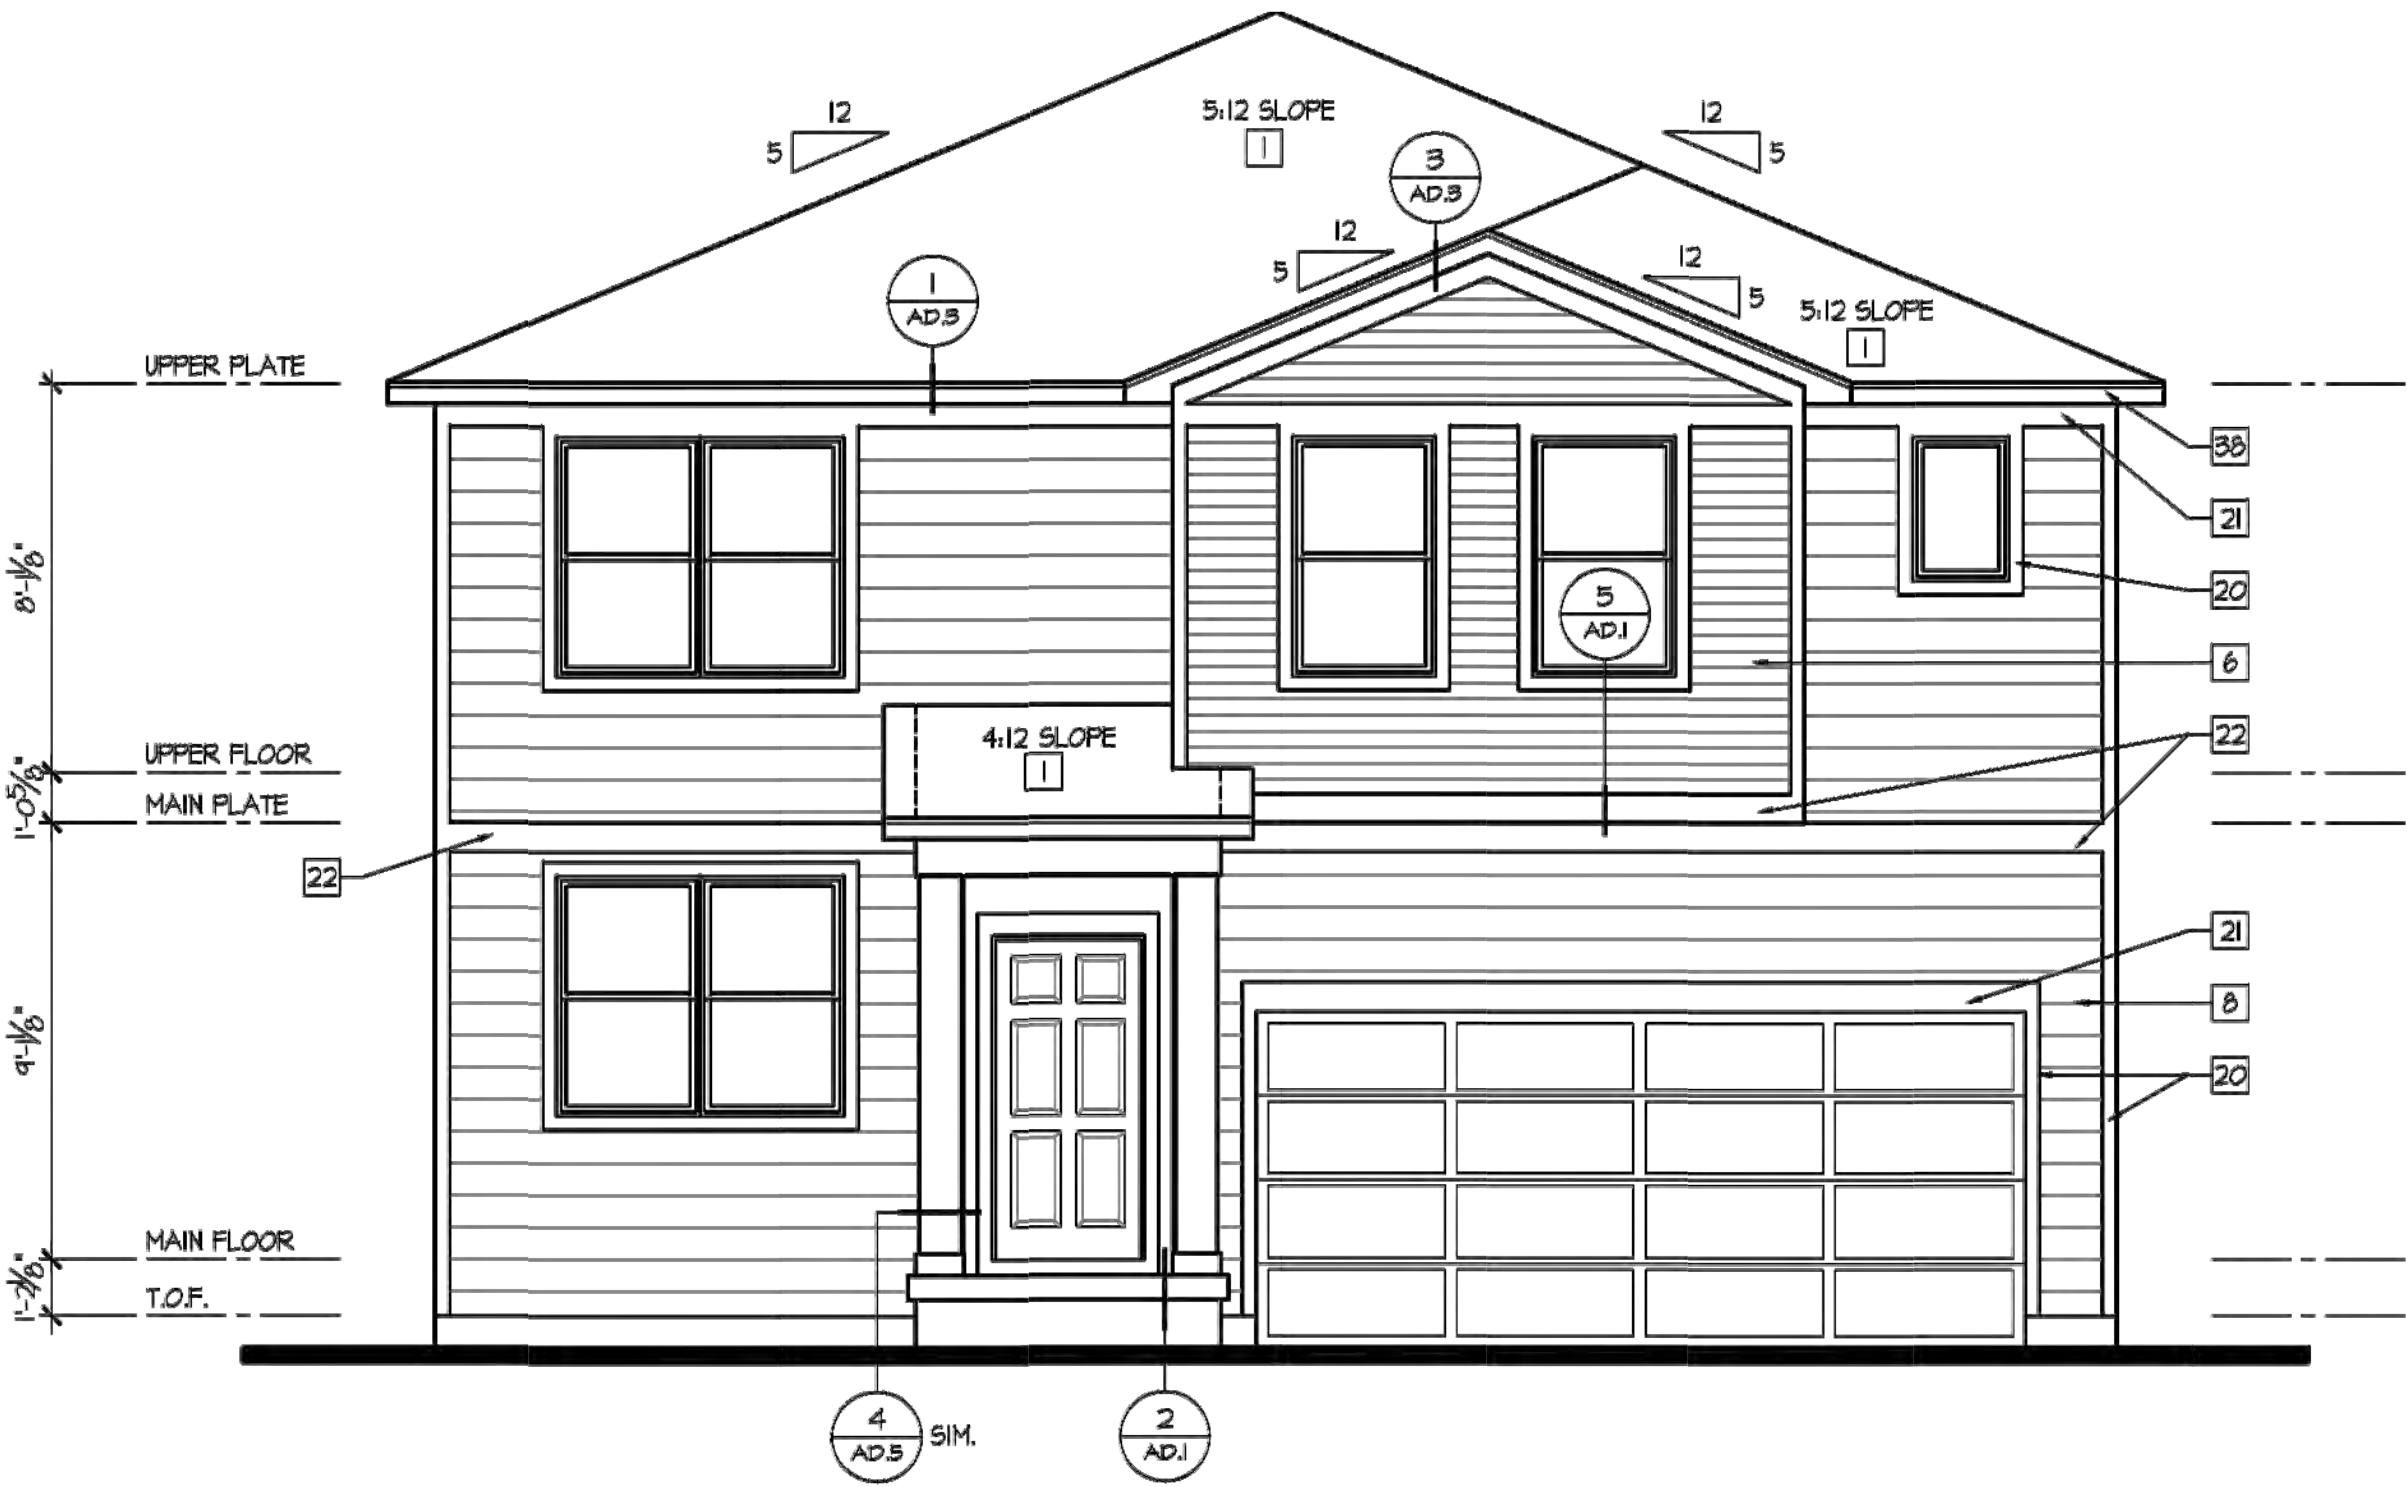 12
5
5:12 SLOPE
1
3
AD.3
12
5
12
5
12
5
5:12 SLOPE
1
1
AD.3
UPPER PLATE
38
21
20
8'-1⅛"
5
AD.1
6
4:12 SLOPE
1
22
UPPER FLOOR
1'-0⅝"
MAIN PLATE
22
21
9'-1⅛"
8
20
MAIN FLOOR
1'-2⅛"
T.O.F.
4
AD.5
SIM.
2
AD.1